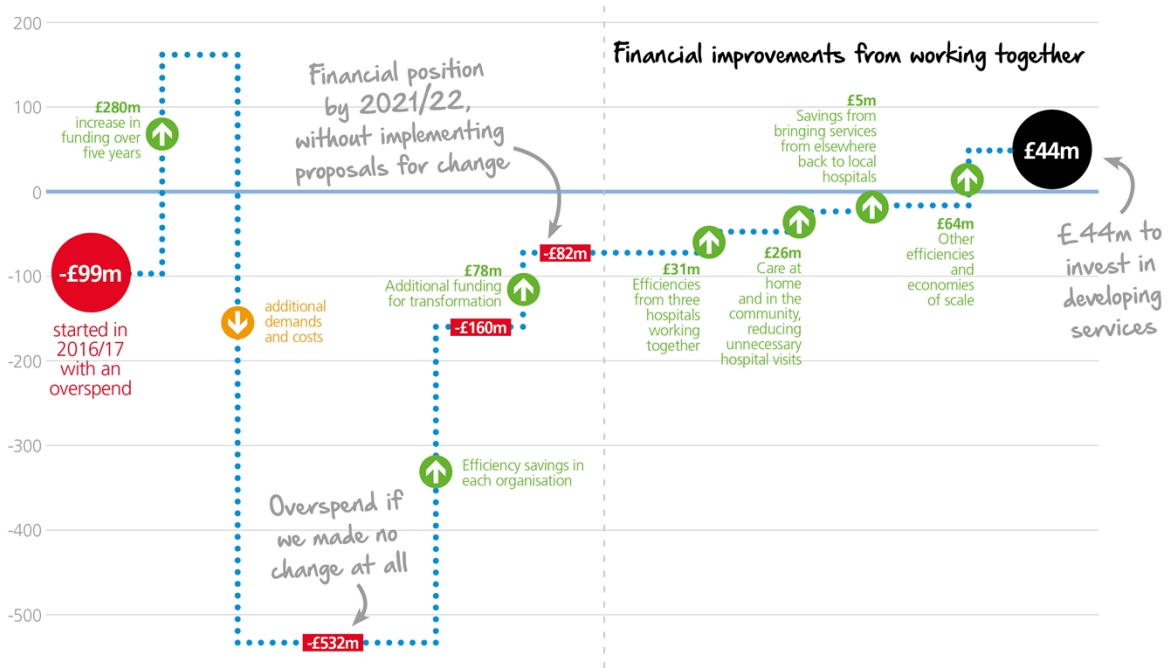 200
100
0
-100
-200
-300
-400
-500
-£99m
started in
2016/17
with an
overspend
£280m
increase in
funding over
five years
additional
demands
and costs
Overspend if
we made no
change at all
-£532m
Efficiency savings in
each organisation
-£160m
£78m
Additional funding
for transformation
Financial position
by 2021/22,
without implementing
proposals for change
-£82m
Financial improvements from working together
£31m
Efficiencies
from three
hospitals
working
together
£26m
Care at
home
and in the
community,
reducing
unnecessary
hospital visits
£5m
Savings from
bringing services
from elsewhere
back to local
hospitals
£64m
Other
efficiencies
and
economies
of scale
£44m
£44m to
invest in
developing
services